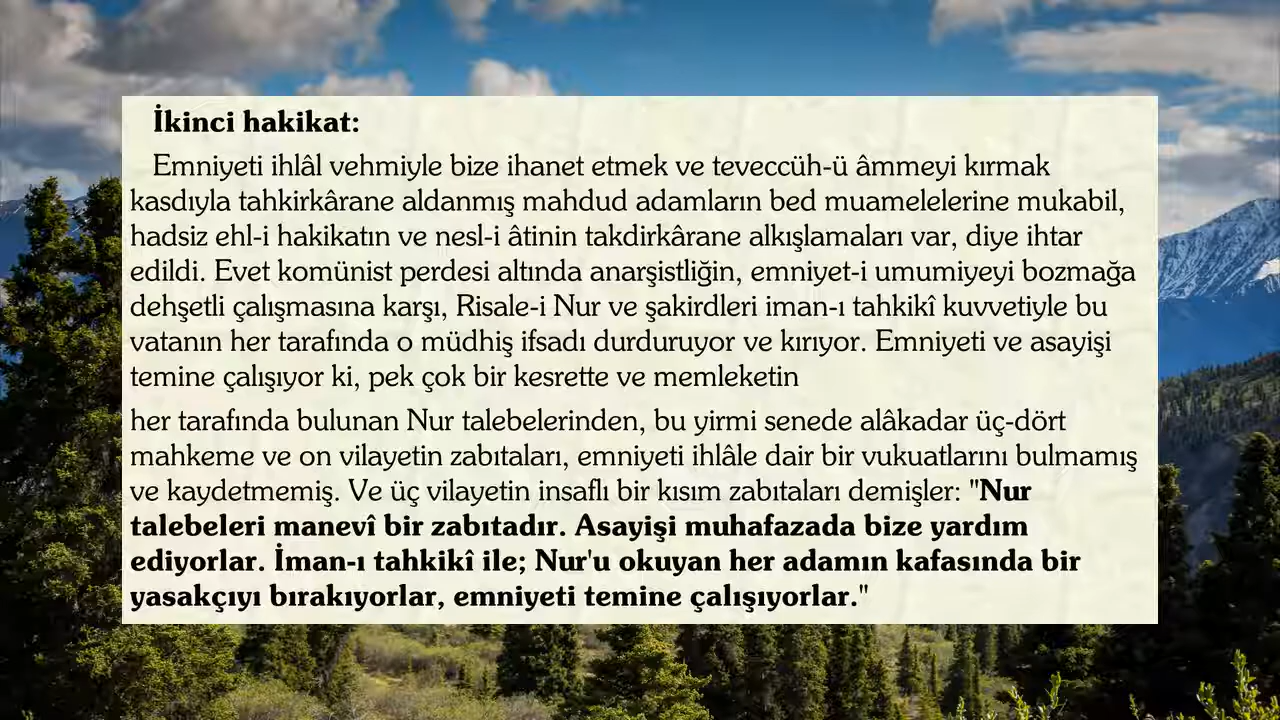 İkinci hakikat:
Emniyeti ihlâl vehmiyle bize ihanet etmek ve teveccüh-ü âmmeyi kırmak
kasdıyla tahkirkârane aldanmış mahdud adamların bed muamelelerine mukabil,
hadsiz ehl-i hakikatın ve nesl-i âtinin takdirkârane alkışlamaları var, diye ihtar
edildi. Evet komünist perdesi altında anarşistliğin, emniyet-i umumiyeyi bozmağa
dehşetli çalışmasına karşı, Risale-i Nur ve şakirdleri iman-ı tahkikî kuvvetiyle bu
vatanın her tarafında o müdhiş ifsadı durduruyor ve kırıyor. Emniyeti ve asayişi
temine çalışıyor ki, pek çok bir kesrette ve memleketin
her tarafında bulunan Nur talebelerinden, bu yirmi senede alâkadar üç-dört
mahkeme ve on vilayetin zabıtaları, emniyeti ihlâle dair bir vukuatlarını bulmamış
ve kaydetmemiş. Ve üç vilayetin insaflı bir kısım zabıtaları demişler: "Nur
talebeleri manevî bir zabıtadır. Asayişi muhafazada bize yardım
ediyorlar. İman-ı tahkikî ile; Nur'u okuyan her adamın kafasında bir
yasakçıyı bırakıyorlar, emniyeti temine çalışıyorlar."